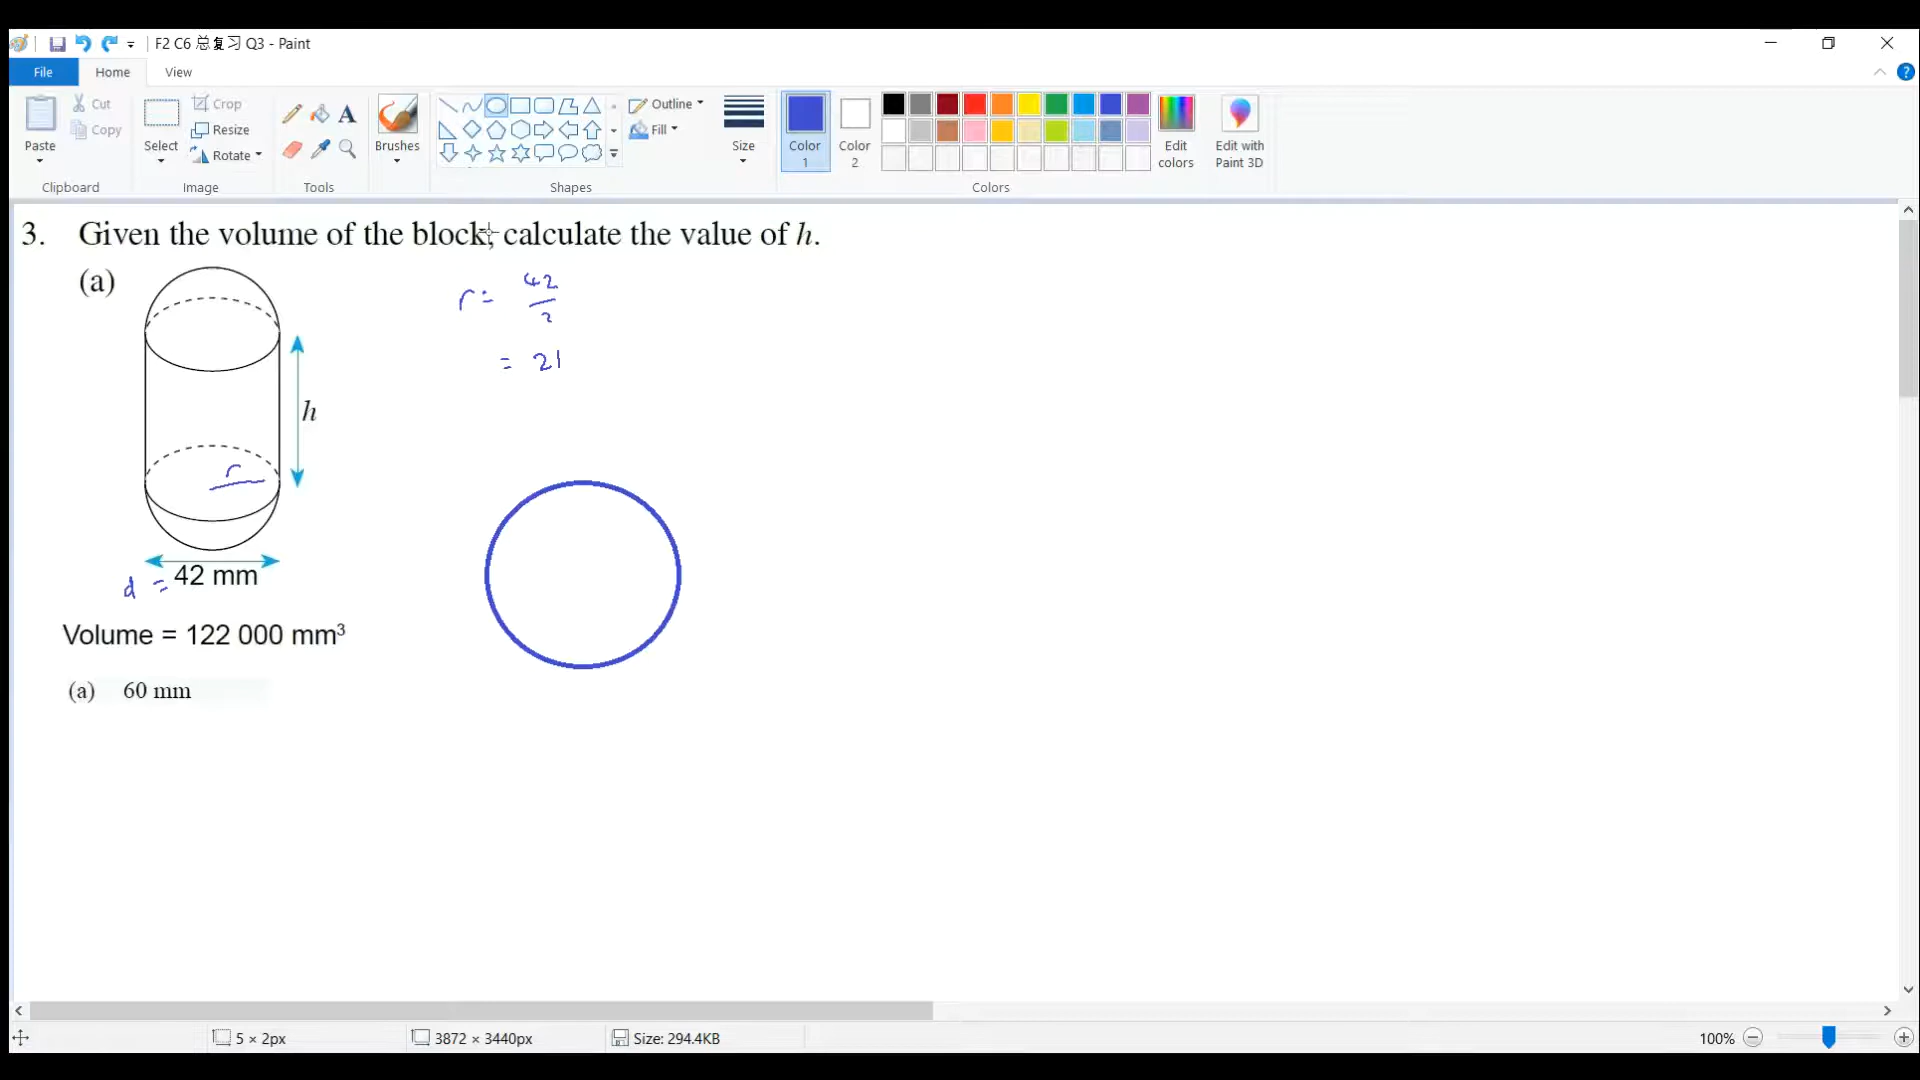 F2 C6 总复习 Q3 - Paint
File Home View
Paste
Cut
Copy
Clipboard
Select
Crop
Resize
Rotate
Image
A
Tools
Brushes
Outline
Fill
Shapes
Size
Color 1
Color 2
Edit colors
Edit with Paint 3D
Colors
3. Given the volume of the block, calculate the value of h.
(a)
r = 42
2
= 21
h
r
d = 42 mm
Volume = 122 000 mm³
(a) 60 mm
5 × 2px
3872 × 3440px
Size: 294.4KB
100%